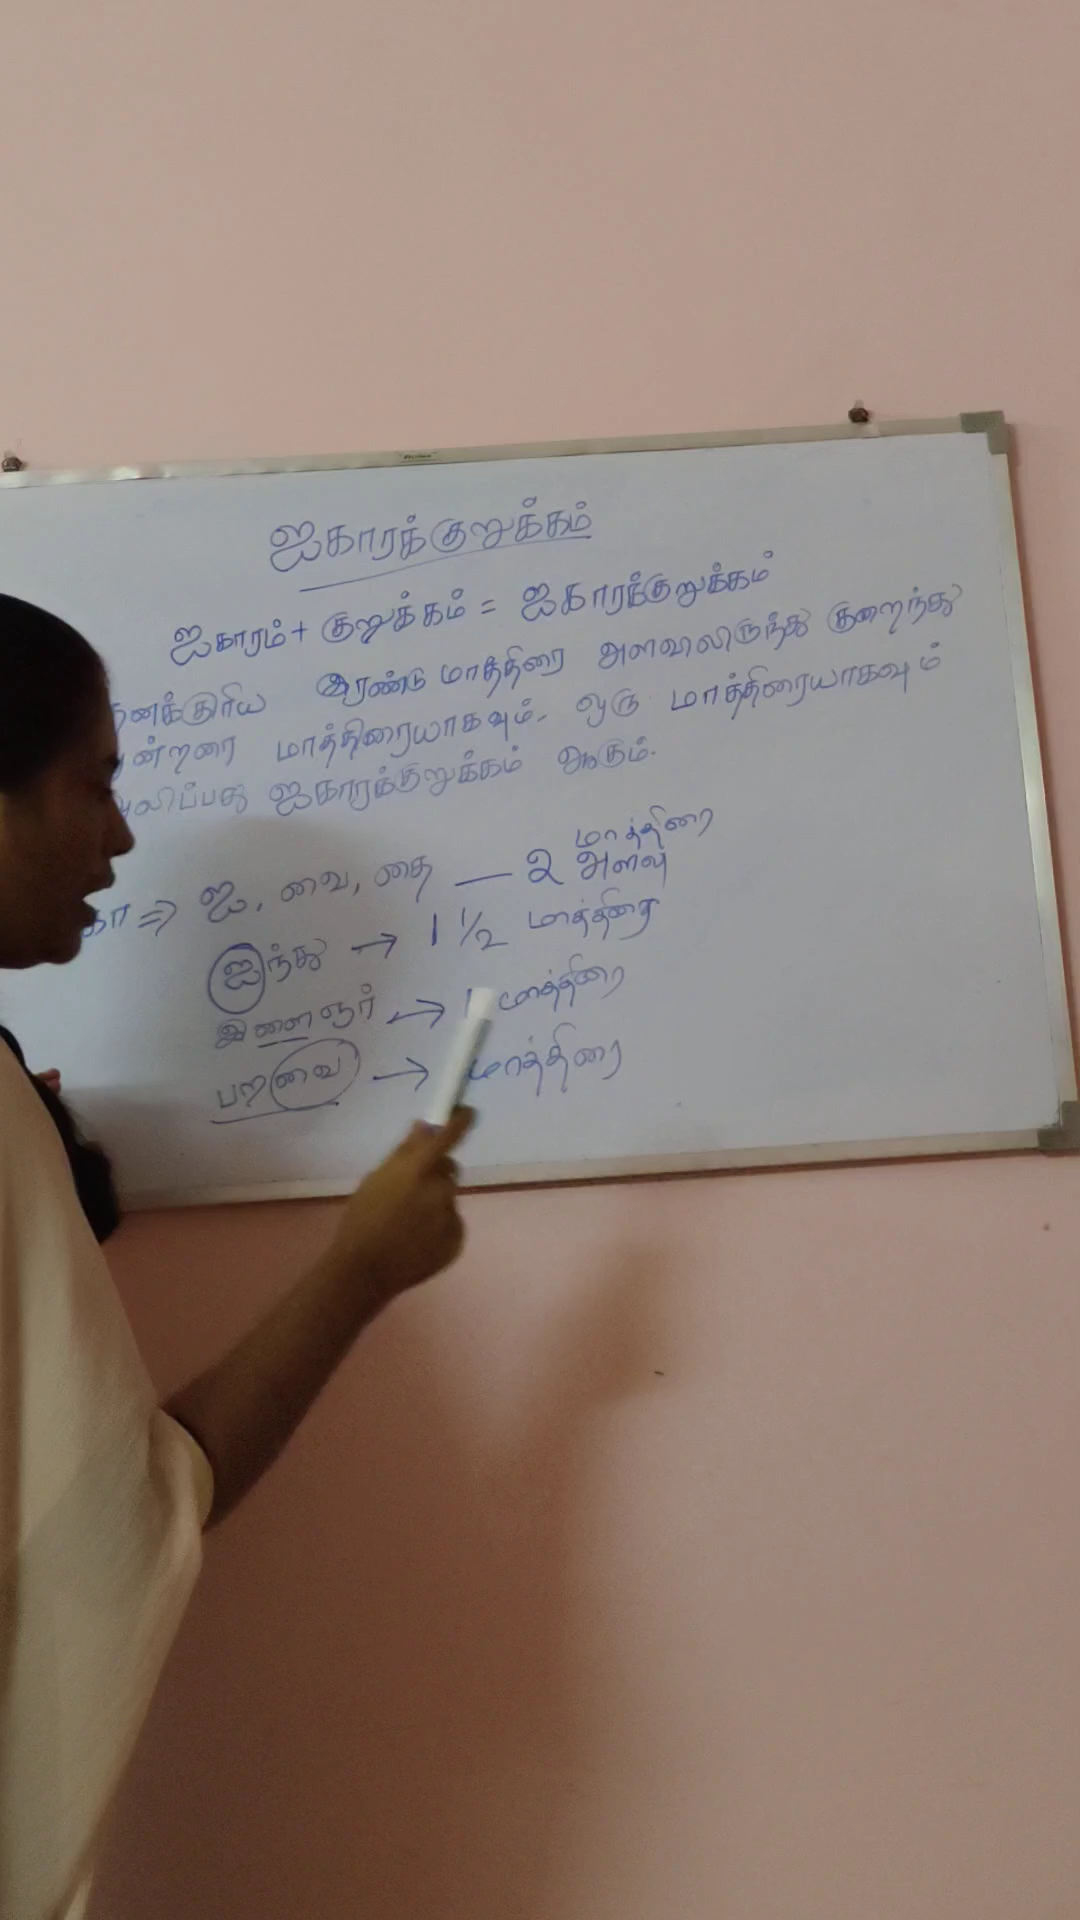 ஐகாரக்குறுக்கம்
ஐகாரம் + குறுக்கம் = ஐகாரக்குறுக்கம்
இரண்டு மாத்திரை அளவிலிருந்து குறைந்து
மாத்திரையாகவும், ஒரு மாத்திரையாகவும்
ஐகாரக்குறுக்கம் ஆகும்.
கா => ஐ, வை, தை — 2 மாத்திரை அளவு
ஐந்து → 1 1/2 மாத்திரை
இளைஞர் → 1 மாத்திரை
பறவை → மாத்திரை